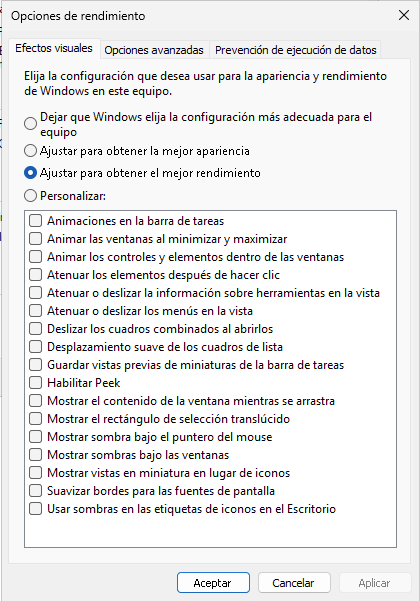 Opciones de rendimiento
Efectos visuales
Opciones avanzadas
Prevención de ejecución de datos
Elija la configuración que desea usar para la apariencia y rendimiento
de Windows en este equipo.
Dejar que Windows elija la configuración más adecuada para el
equipo
Ajustar para obtener la mejor apariencia
Ajustar para obtener el mejor rendimiento
Personalizar:
Animaciones en la barra de tareas
Animar las ventanas al minimizar y maximizar
Animar los controles y elementos dentro de las ventanas
Atenuar los elementos después de hacer clic
Atenuar o deslizar la información sobre herramientas en la vista
Atenuar o deslizar los menús en la vista
Deslizar los cuadros combinados al abrirlos
Desplazamiento suave de los cuadros de lista
Guardar vistas previas de miniaturas de la barra de tareas
Habilitar Peek
Mostrar el contenido de la ventana mientras se arrastra
Mostrar el rectángulo de selección translúcido
Mostrar sombra bajo el puntero del mouse
Mostrar sombras bajo las ventanas
Mostrar vistas en miniatura en lugar de iconos
Suavizar bordes para las fuentes de pantalla
Usar sombras en las etiquetas de iconos en el Escritorio
Aceptar
Cancelar
Aplicar